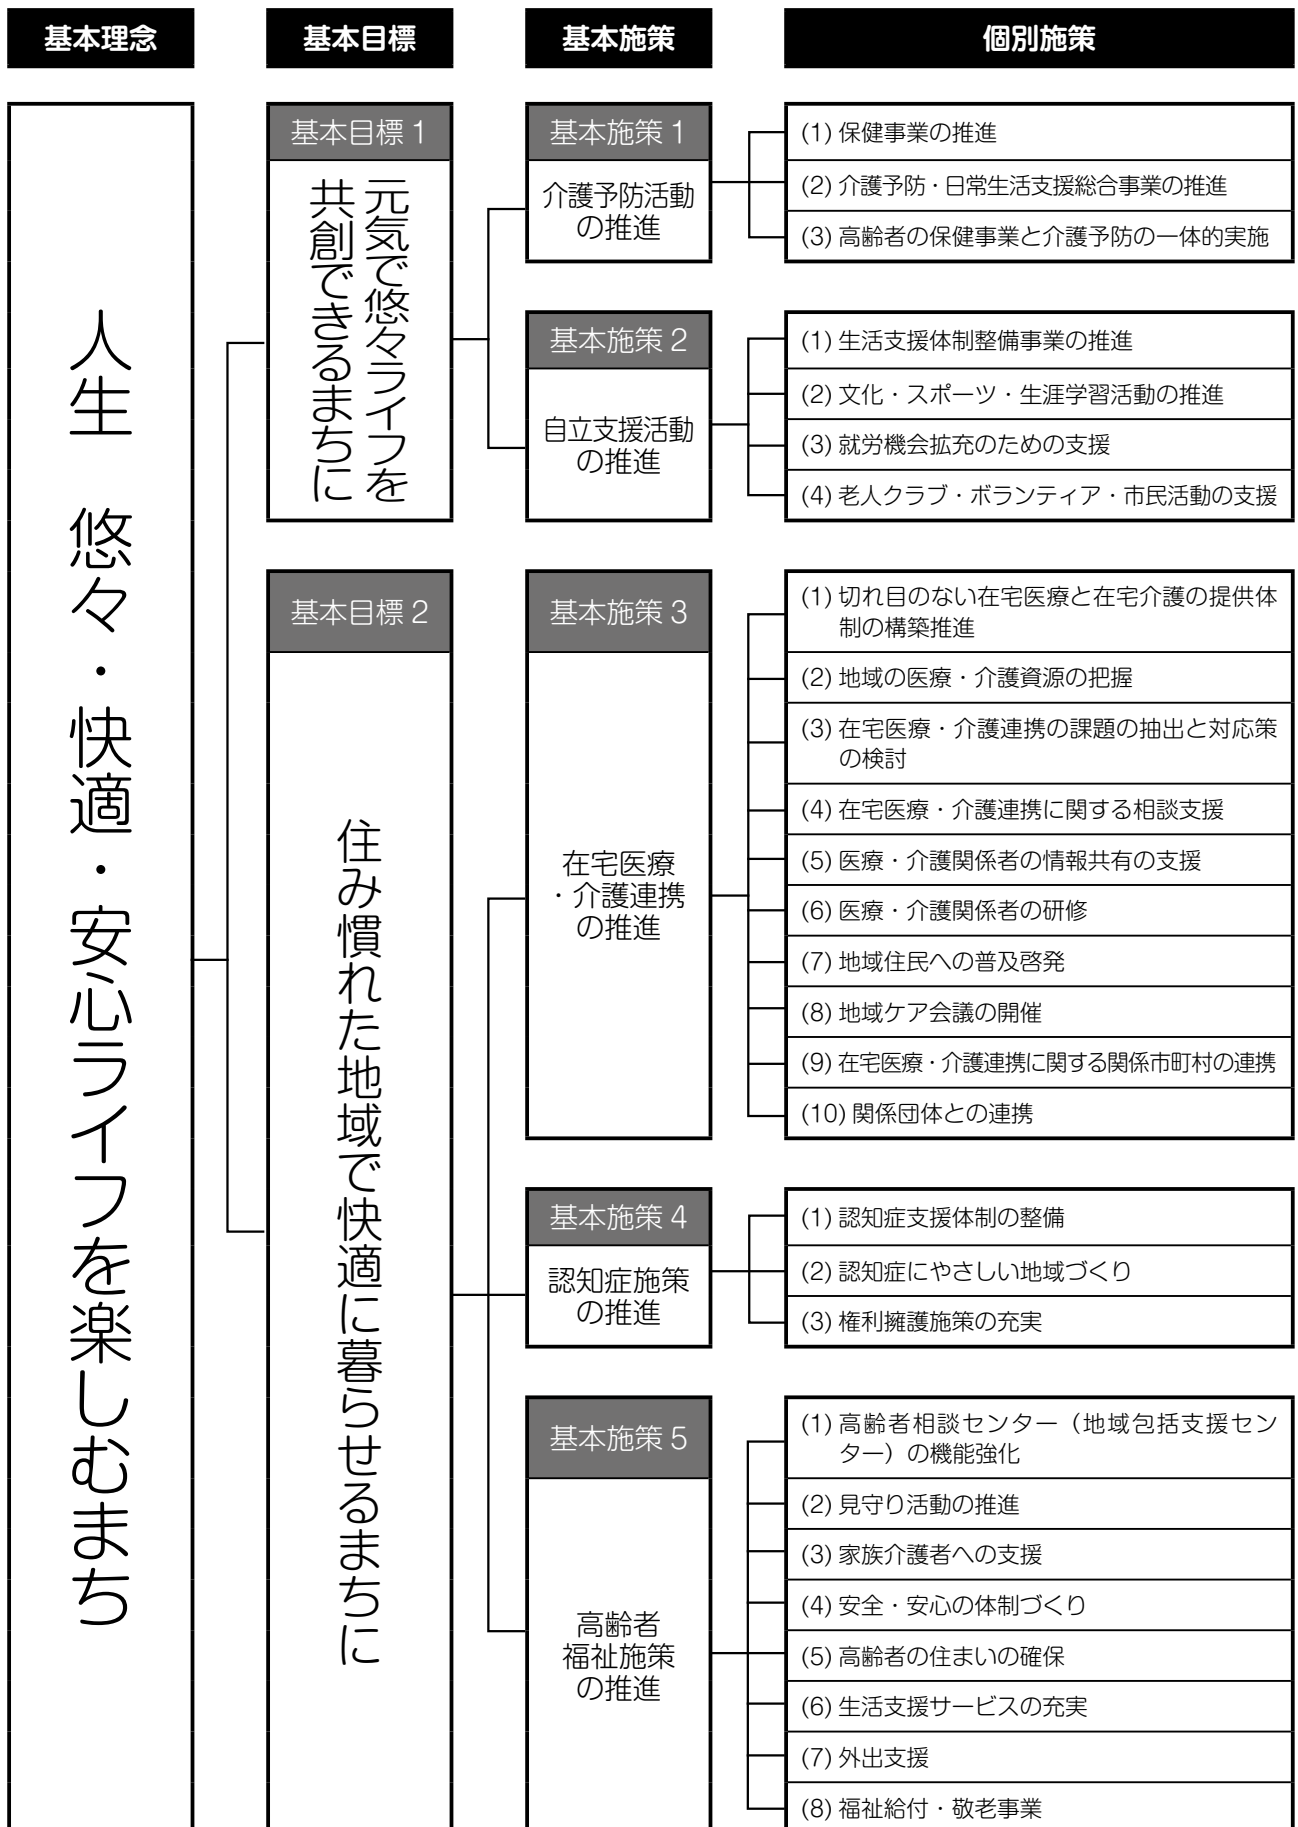 基本理念
基本目標
基本施策
個別施策
人生　悠々・快適・安心ライフを楽しむまち
基本目標 1
元気で悠々ライフを
共創できるまちに
基本施策 1
介護予防活動
の推進
(1) 保健事業の推進
(2) 介護予防・日常生活支援総合事業の推進
(3) 高齢者の保健事業と介護予防の一体的実施
基本施策 2
自立支援活動
の推進
(1) 生活支援体制整備事業の推進
(2) 文化・スポーツ・生涯学習活動の推進
(3) 就労機会拡充のための支援
(4) 老人クラブ・ボランティア・市民活動の支援
基本目標 2
住み慣れた地域で快適に暮らせるまちに
基本施策 3
在宅医療
・介護連携
の推進
(1) 切れ目のない在宅医療と在宅介護の提供体
制の構築推進
(2) 地域の医療・介護資源の把握
(3) 在宅医療・介護連携の課題の抽出と対応策
の検討
(4) 在宅医療・介護連携に関する相談支援
(5) 医療・介護関係者の情報共有の支援
(6) 医療・介護関係者の研修
(7) 地域住民への普及啓発
(8) 地域ケア会議の開催
(9) 在宅医療・介護連携に関する関係市町村の連携
(10) 関係団体との連携
基本施策 4
認知症施策
の推進
(1) 認知症支援体制の整備
(2) 認知症にやさしい地域づくり
(3) 権利擁護施策の充実
基本施策 5
高齢者
福祉施策
の推進
(1) 高齢者相談センター（地域包括支援セン
ター）の機能強化
(2) 見守り活動の推進
(3) 家族介護者への支援
(4) 安全・安心の体制づくり
(5) 高齢者の住まいの確保
(6) 生活支援サービスの充実
(7) 外出支援
(8) 福祉給付・敬老事業